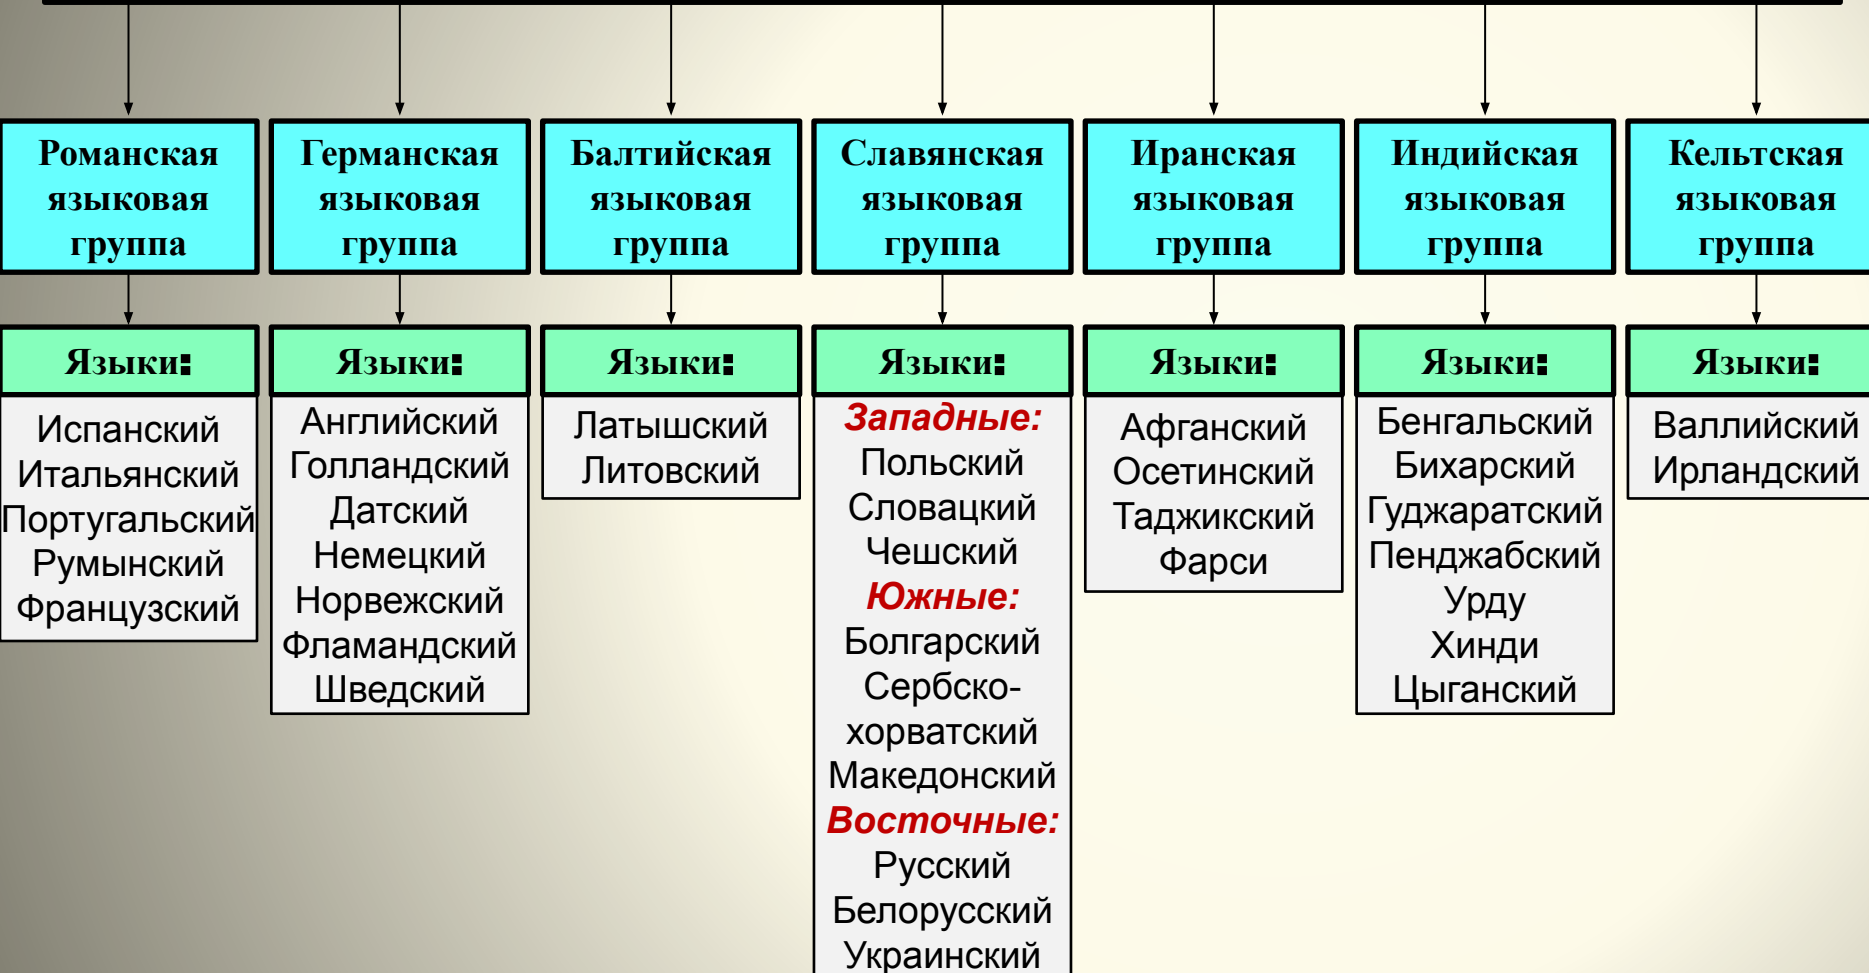 Романская
языковая
группа
Германская
языковая
группа
Балтийская
языковая
группа
Славянская
языковая
группа
Иранская
языковая
группа
Индийская
языковая
группа
Кельтская
языковая
группа
Языки:
Испанский
Итальянский
Португальский
Румынский
Французский
Языки:
Английский
Голландский
Датский
Немецкий
Норвежский
Фламандский
Шведский
Языки:
Латышский
Литовский
Языки:
Западные:
Польский
Словацкий
Чешский
Южные:
Болгарский
Сербско-
хорватский
Македонский
Восточные:
Русский
Белорусский
Украинский
Языки:
Афганский
Осетинский
Таджикский
Фарси
Языки:
Бенгальский
Бихарский
Гуджаратский
Пенджабский
Урду
Хинди
Цыганский
Языки:
Валлийский
Ирландский